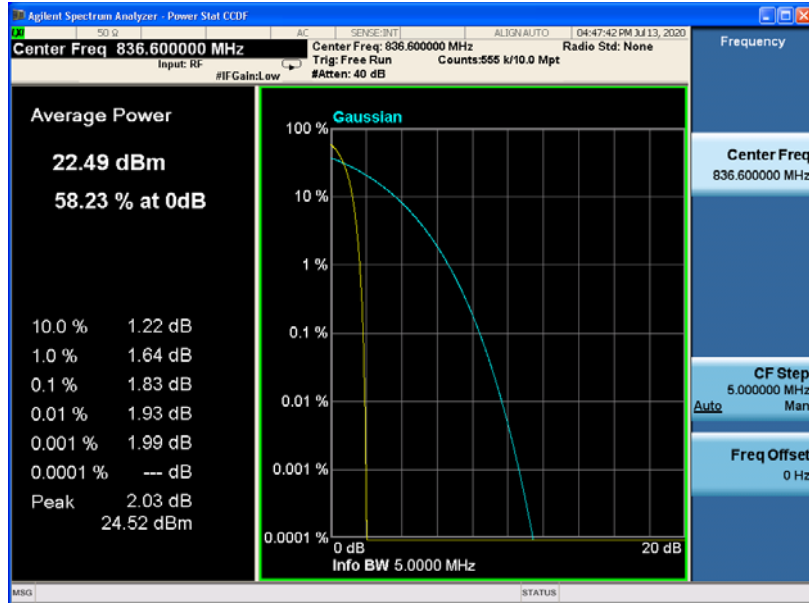 Agilent Spectrum Analyzer - Power Stat CCDF
50 Ω AC SENSE:INT ALIGN AUTO 04:47:42 PM Jul 13, 2020
Center Freq 836.600000 MHz
Input: RF
#IFGain:Low
Center Freq: 836.600000 MHz
Trig: Free Run
#Atten: 40 dB
Counts:555 k/10.0 Mpt
Radio Std: None
Frequency
Average Power
22.49 dBm
58.23 % at 0dB
10.0 % 1.22 dB
1.0 % 1.64 dB
0.1 % 1.83 dB
0.01 % 1.93 dB
0.001 % 1.99 dB
0.0001 % --- dB
Peak 2.03 dB
24.52 dBm
Gaussian
100 %
10 %
1 %
0.1 %
0.01 %
0.001 %
0.0001 %
0 dB 20 dB
Info BW 5.0000 MHz
Center Freq
836.600000 MHz
CF Step
5.000000 MHz
Auto Man
Freq Offset
0 Hz
MSG STATUS